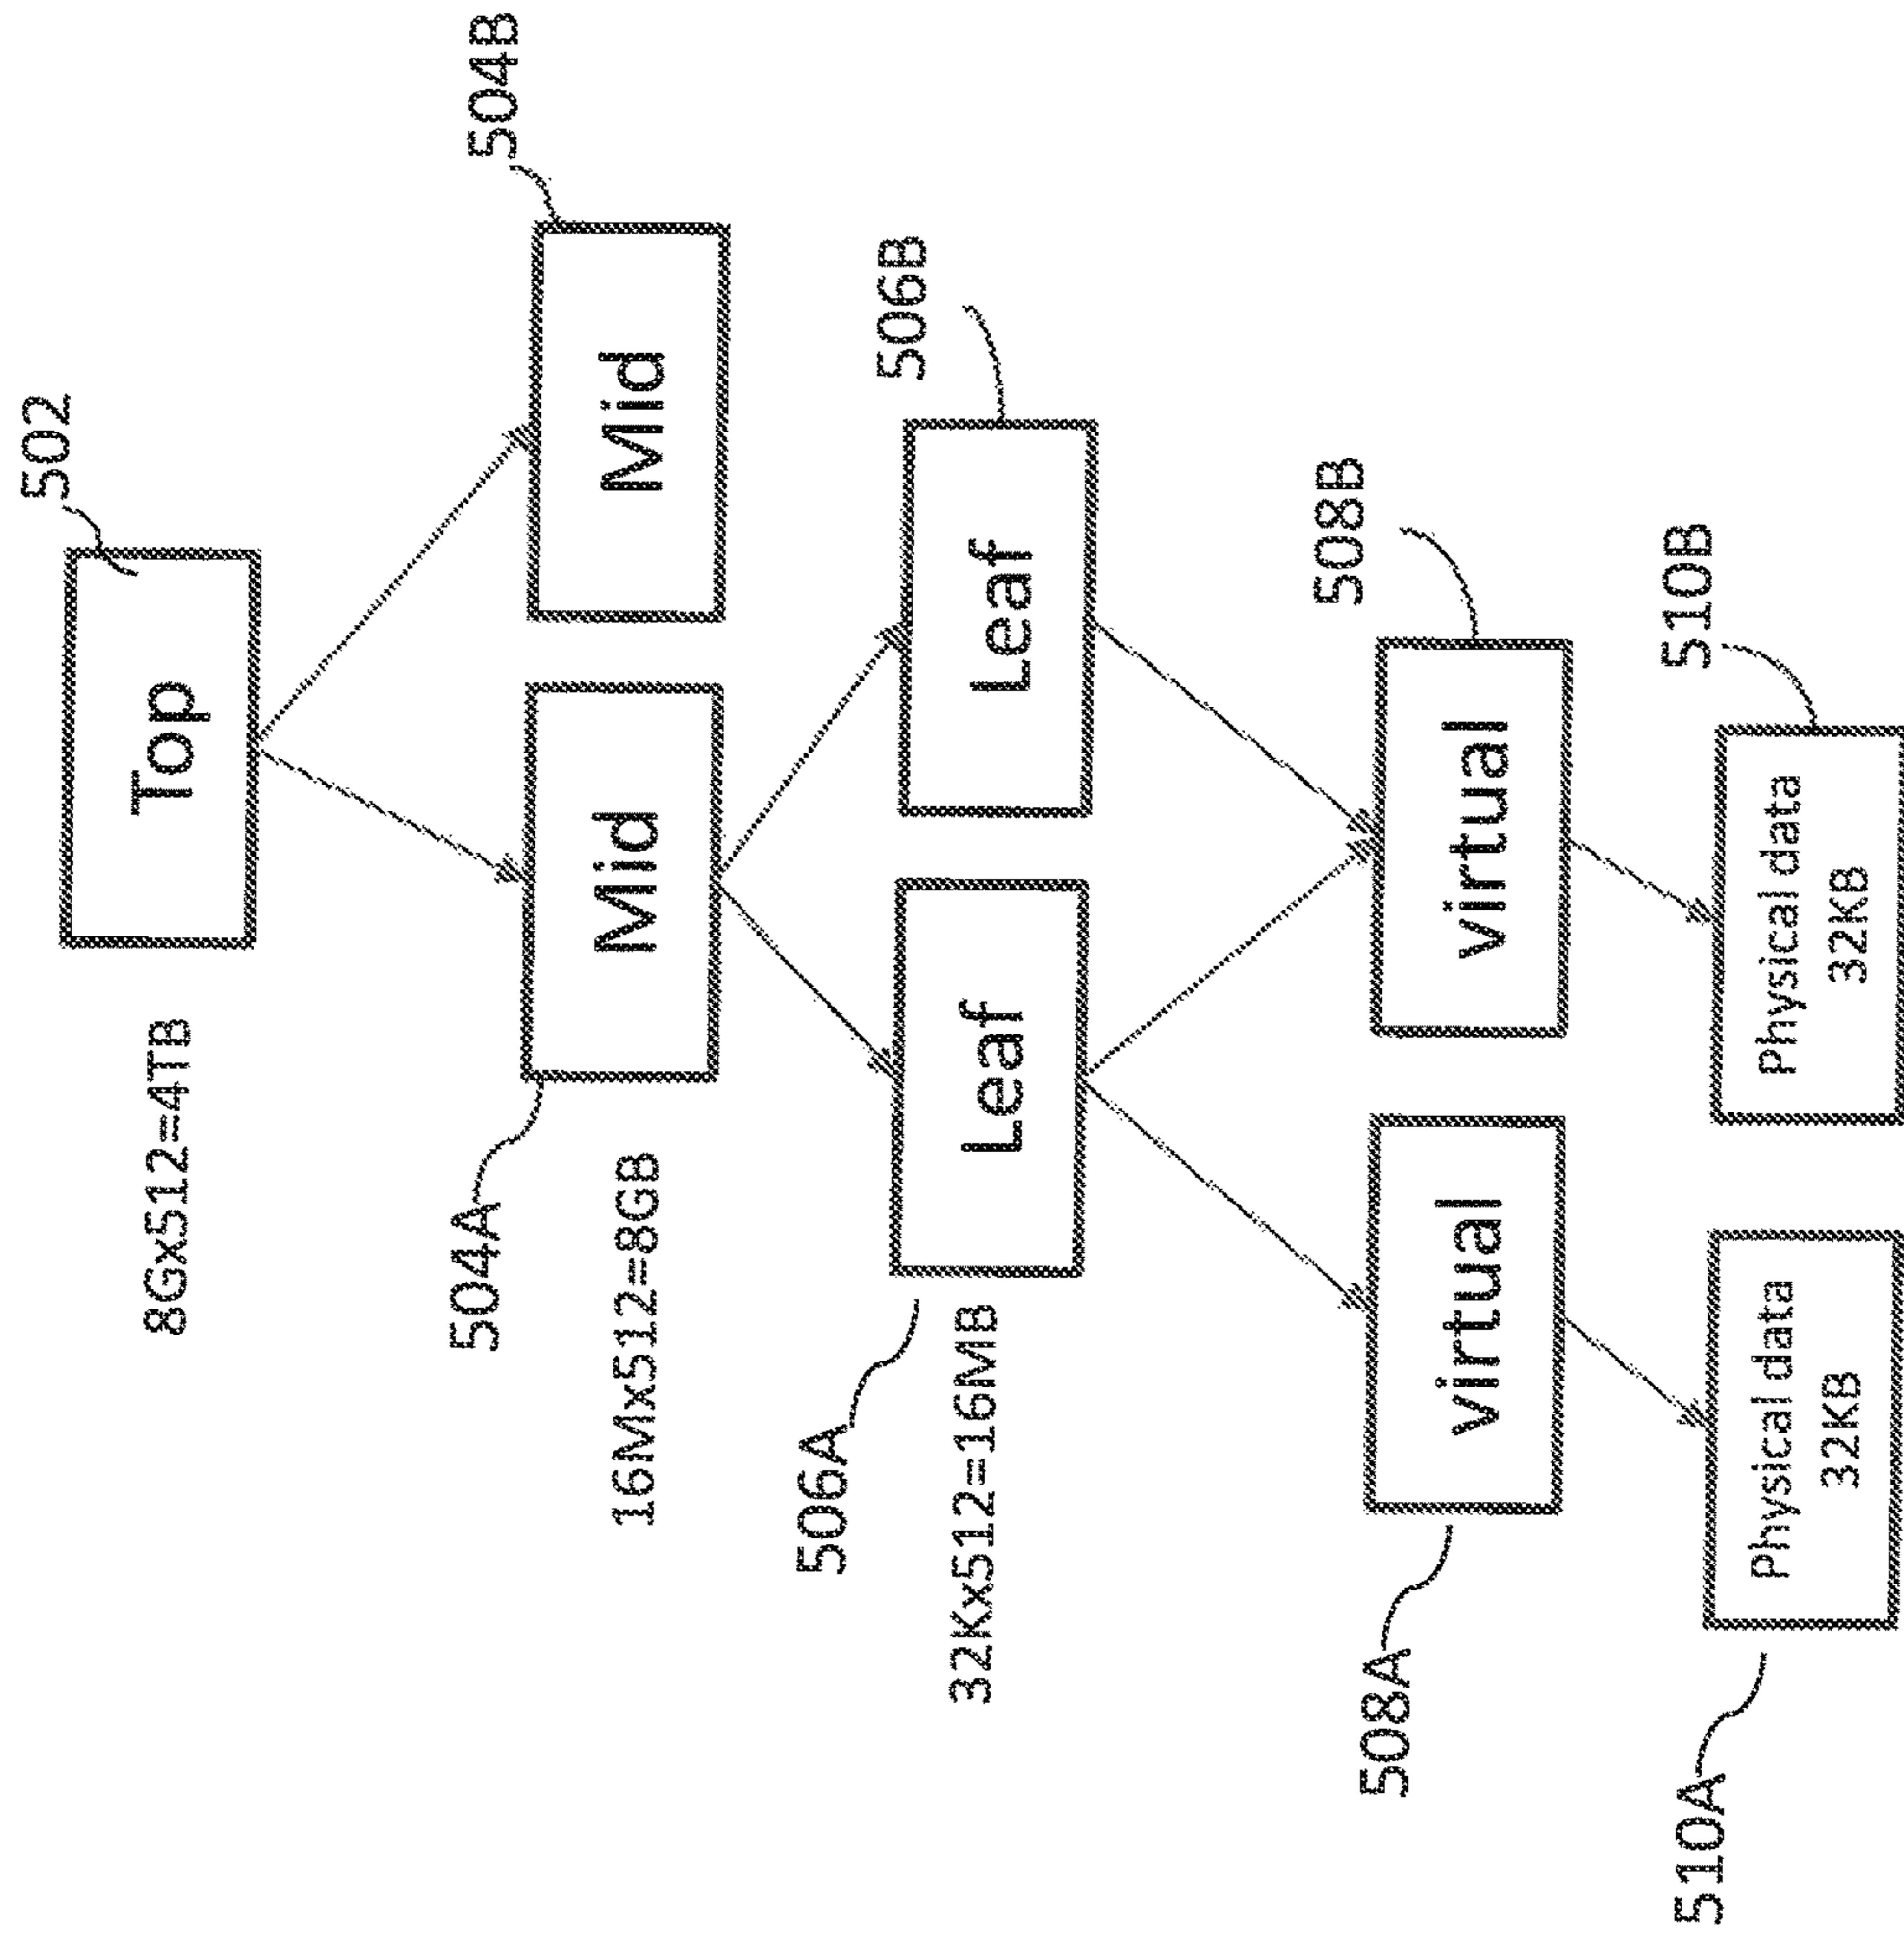 502
Top
8Gx512=4TB
504B
504A
Mid
Mid
16Mx512=8GB
506B
506A
Leaf
Leaf
32Kx512=16MB
508B
508A
virtual
virtual
510B
510A
Physical data
32KB
Physical data
32KB